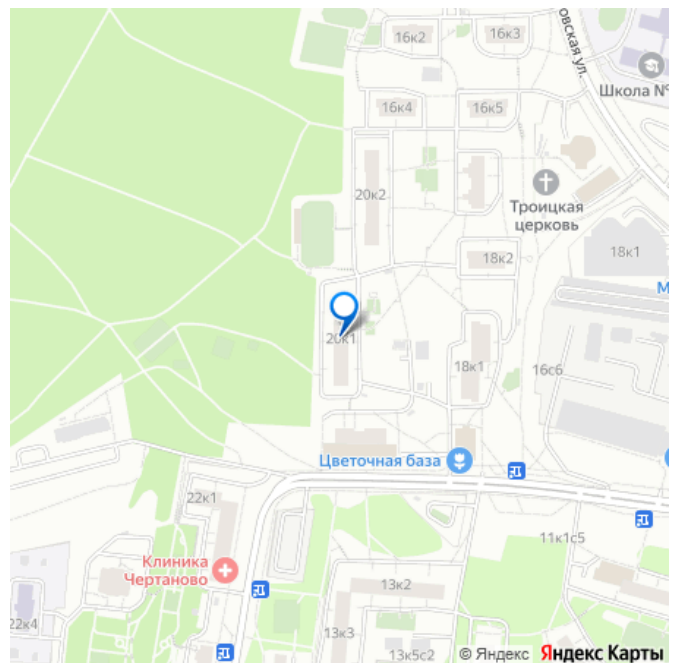 16к2
16к3
овская ул.
Школа №
16к4
16к5
20к2
Троицкая
церковь
18к2
18к1
М
20к1
18к1
16с6
Цветочная база
22к1
11к1с5
Клиника
Чертаново
13к2
22к4
13к3
13к5с2
© Яндекс Яндекс Карты